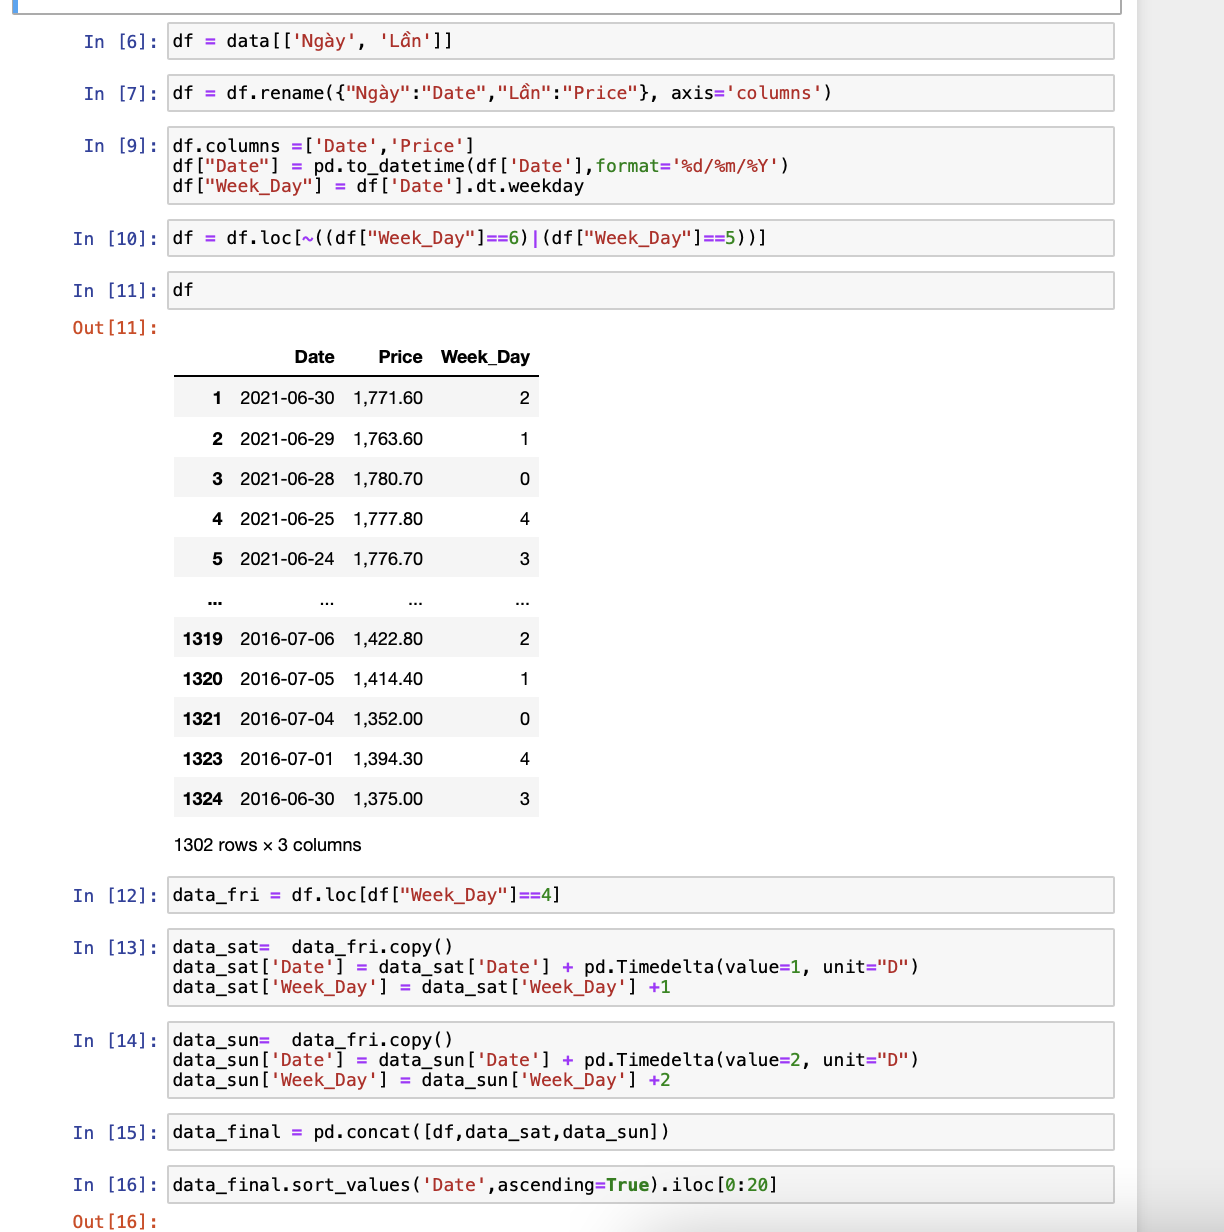 In [6]: df = data[['Ngày', 'Lần']]
In [7]: df = df.rename({"Ngày":"Date","Lần":"Price"}, axis='columns')
In [9]: df.columns =['Date','Price']
df["Date"] = pd.to_datetime(df['Date'],format='%d/%m/%Y')
df["Week_Day"] = df['Date'].dt.weekday
In [10]: df = df.loc[~((df["Week_Day"]==6)|(df["Week_Day"]==5))]
In [11]: df
Out[11]:
Date Price Week_Day
1 2021-06-30 1,771.60 2
2 2021-06-29 1,763.60 1
3 2021-06-28 1,780.70 0
4 2021-06-25 1,777.80 4
5 2021-06-24 1,776.70 3
... ... ... ...
1319 2016-07-06 1,422.80 2
1320 2016-07-05 1,414.40 1
1321 2016-07-04 1,352.00 0
1323 2016-07-01 1,394.30 4
1324 2016-06-30 1,375.00 3
1302 rows × 3 columns
In [12]: data_fri = df.loc[df["Week_Day"]==4]
In [13]: data_sat=  data_fri.copy()
data_sat['Date'] = data_sat['Date'] + pd.Timedelta(value=1, unit="D")
data_sat['Week_Day'] = data_sat['Week_Day'] +1
In [14]: data_sun=  data_fri.copy()
data_sun['Date'] = data_sun['Date'] + pd.Timedelta(value=2, unit="D")
data_sun['Week_Day'] = data_sun['Week_Day'] +2
In [15]: data_final = pd.concat([df,data_sat,data_sun])
In [16]: data_final.sort_values('Date',ascending=True).iloc[0:20]
Out[16]: